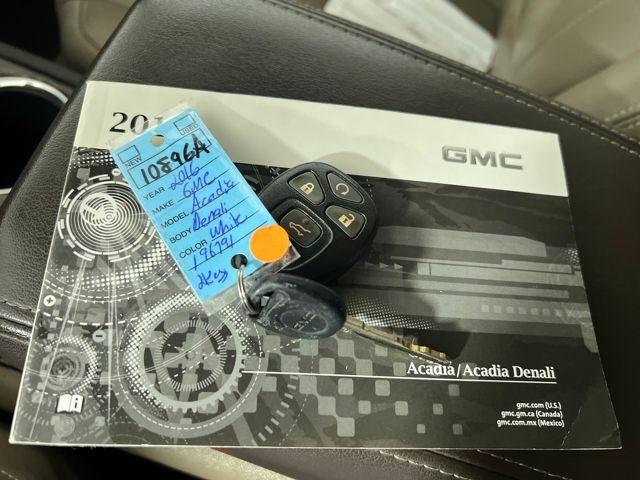 201
GMC
NEW
USED
10896A
YEAR 2016
MAKE GMC
MODEL Acadia
BODY Denali
COLOR White
196791
2Key
Acadia/Acadia Denali
gmc.com (U.S.)
gmc.gm.ca (Canada)
gmc.com.mx (Mexico)